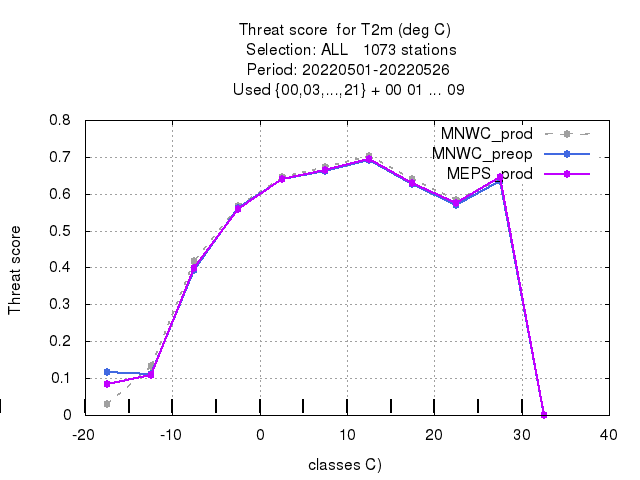 Threat score  for T2m (deg C)
Selection: ALL   1073 stations
Period: 20220501-20220526
Used {00,03,...,21} + 00 01 ... 09
MNWC_prod
MNWC_preop
MEPS_prod
Threat score
0.8
0.7
0.6
0.5
0.4
0.3
0.2
0.1
0
-20 -10 0 10 20 30 40
classes C)